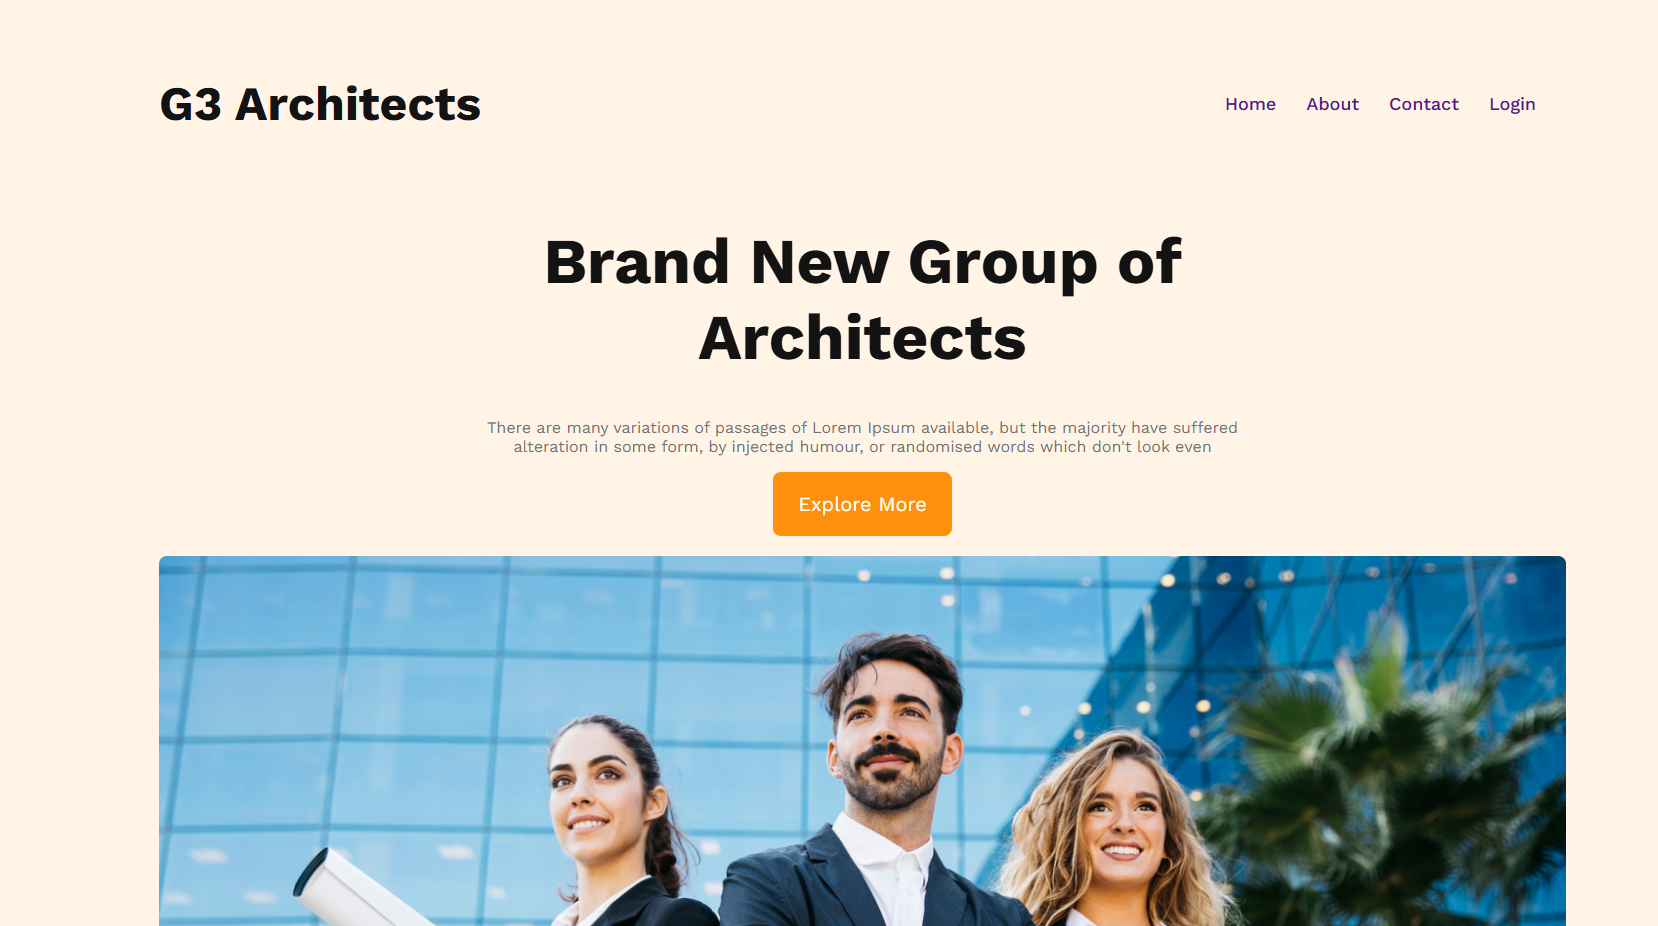 G3 Architects
Home About Contact Login
Brand New Group of
Architects
There are many variations of passages of Lorem Ipsum available, but the majority have suffered
alteration in some form, by injected humour, or randomised words which don't look even
Explore More